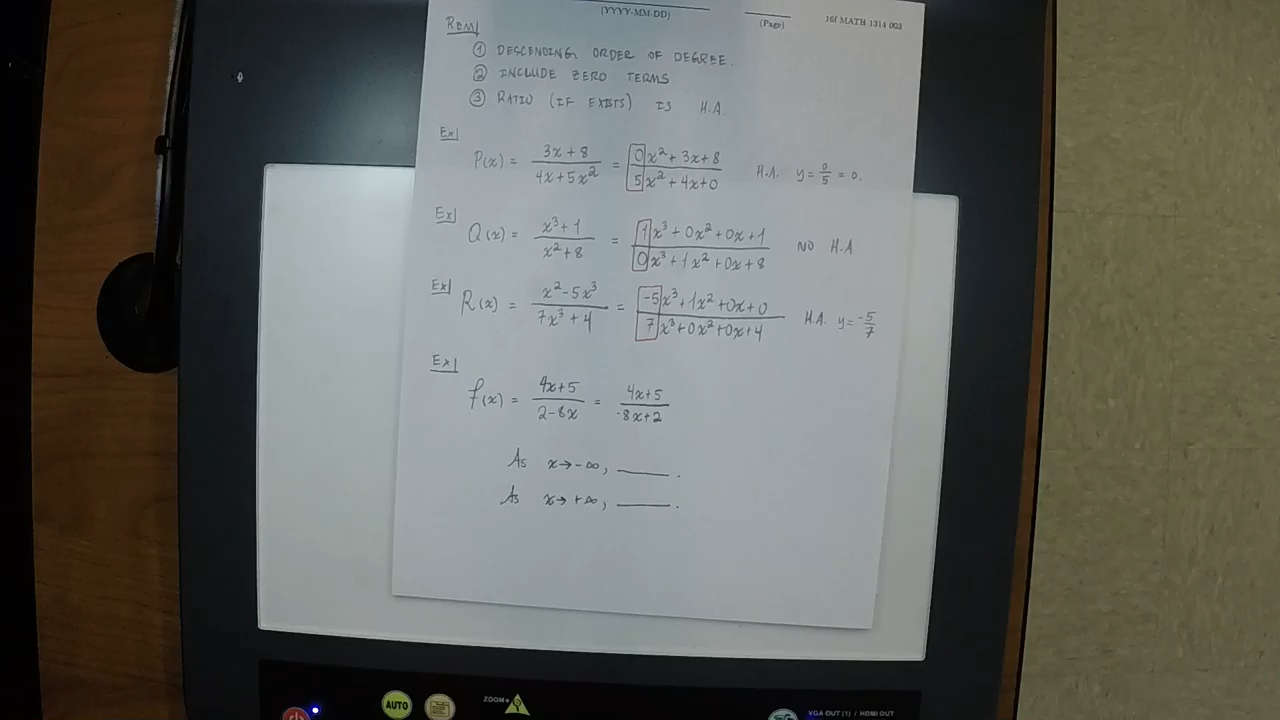 (YYYY-MM-DD) (Page) 16f MATH 1314 003
REM
① DESCENDING ORDER OF DEGREE.
② INCLUDE ZERO TERMS
③ RATIO (IF EXISTS) IS H.A.
Ex
P(x) = (3x+8)/(4x+5x²) = (0x²+3x+8)/(5x²+4x+0) H.A. y = 0/5 = 0.
Ex
Q(x) = (x³+1)/(x²+8) = (1x³+0x²+0x+1)/(0x³+1x²+0x+8) NO H.A
Ex
R(x) = (x²-5x³)/(7x³+4) = (-5x³+1x²+0x+0)/(7x³+0x²+0x+4) H.A. y = -5/7
Ex
f(x) = (4x+5)/(2-8x) = (4x+5)/(-8x+2)
As x→-∞, ____.
As x→+∞, ____.
AUTO ZOOM+ VGA OUT (1) / HDMI OUT